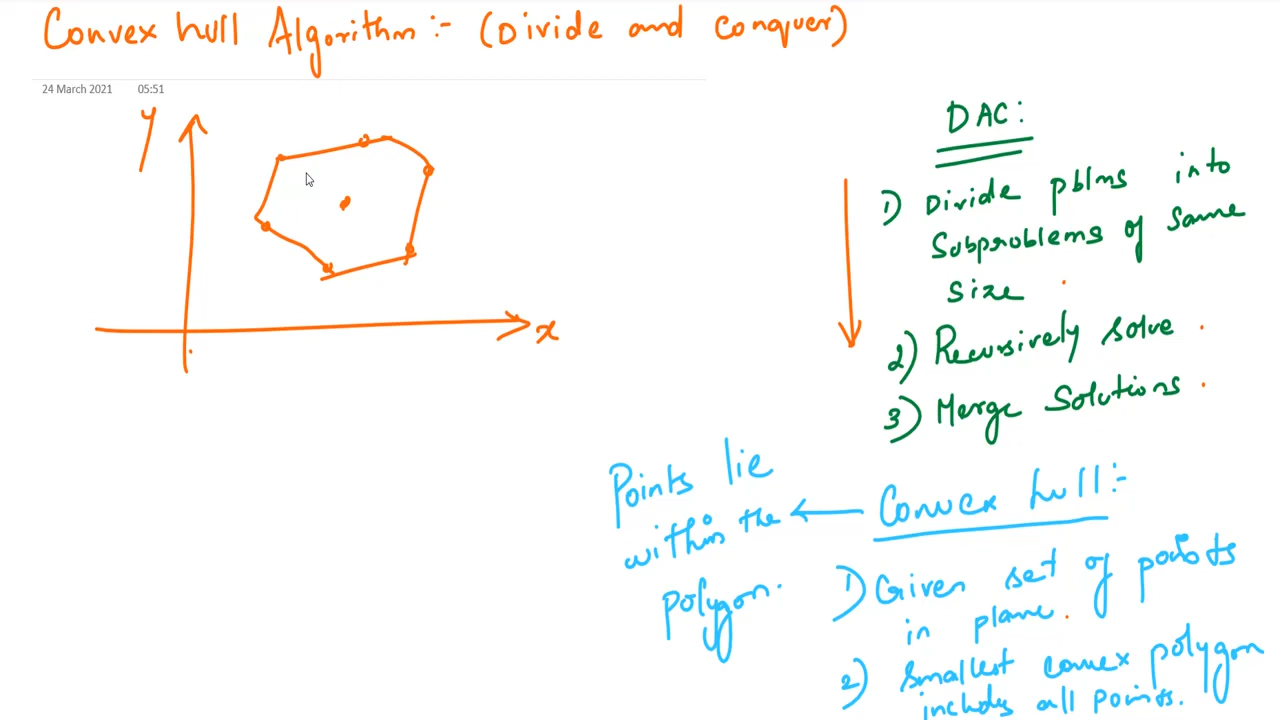 Convex hull Algorithm :- (Divide and Conquer)
24 March 2021 05:51
y
x
DAC:
1) Divide pblms into
Subproblems of same
size.
2) Recursively solve.
3) Merge Solutions.
Convex hull:-
Points lie
within the
polygon.
1) Given set of points
in plane.
2) Smallest convex polygon
includes all points.